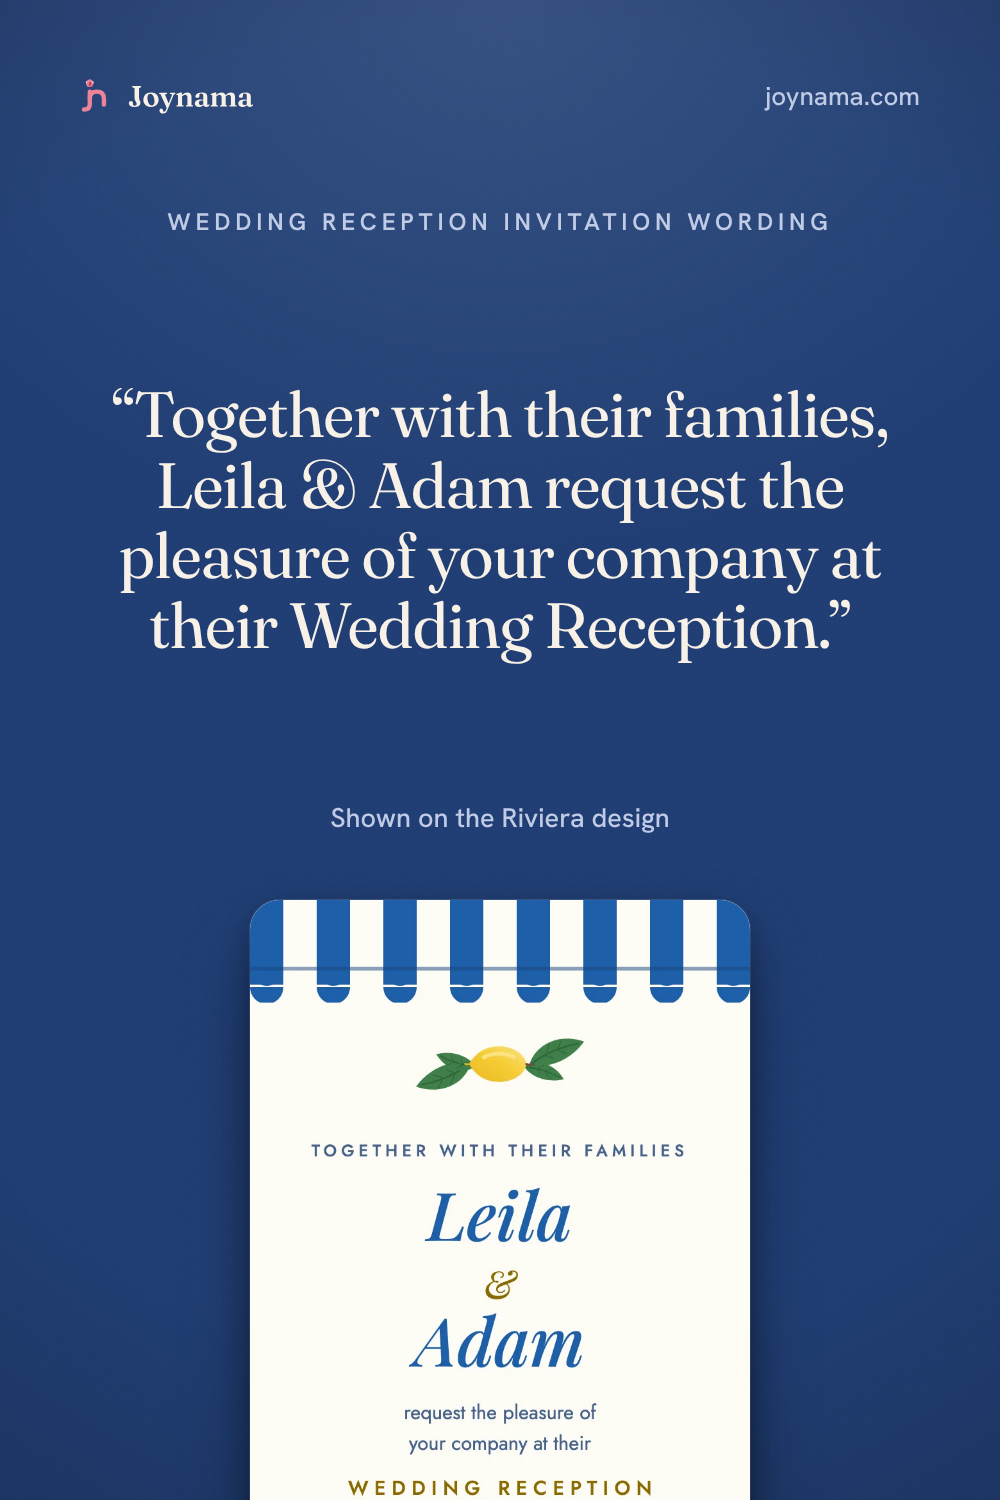 Joynama
joynama.com
WEDDING RECEPTION INVITATION WORDING
“Together with their families,
Leila & Adam request the
pleasure of your company at
their Wedding Reception.”
Shown on the Riviera design
TOGETHER WITH THEIR FAMILIES
Leila
&
Adam
request the pleasure of
your company at their
WEDDING RECEPTION